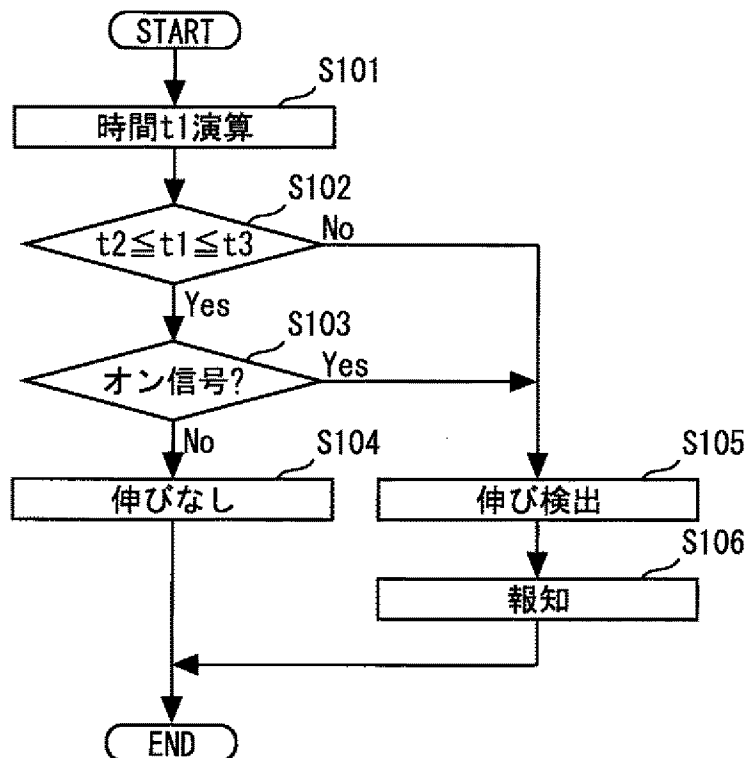 START
S101
時間t1演算
S102
t2≦t1≦t3
No
Yes
S103
オン信号?
Yes
No
S104
伸びなし
S105
伸び検出
S106
報知
END